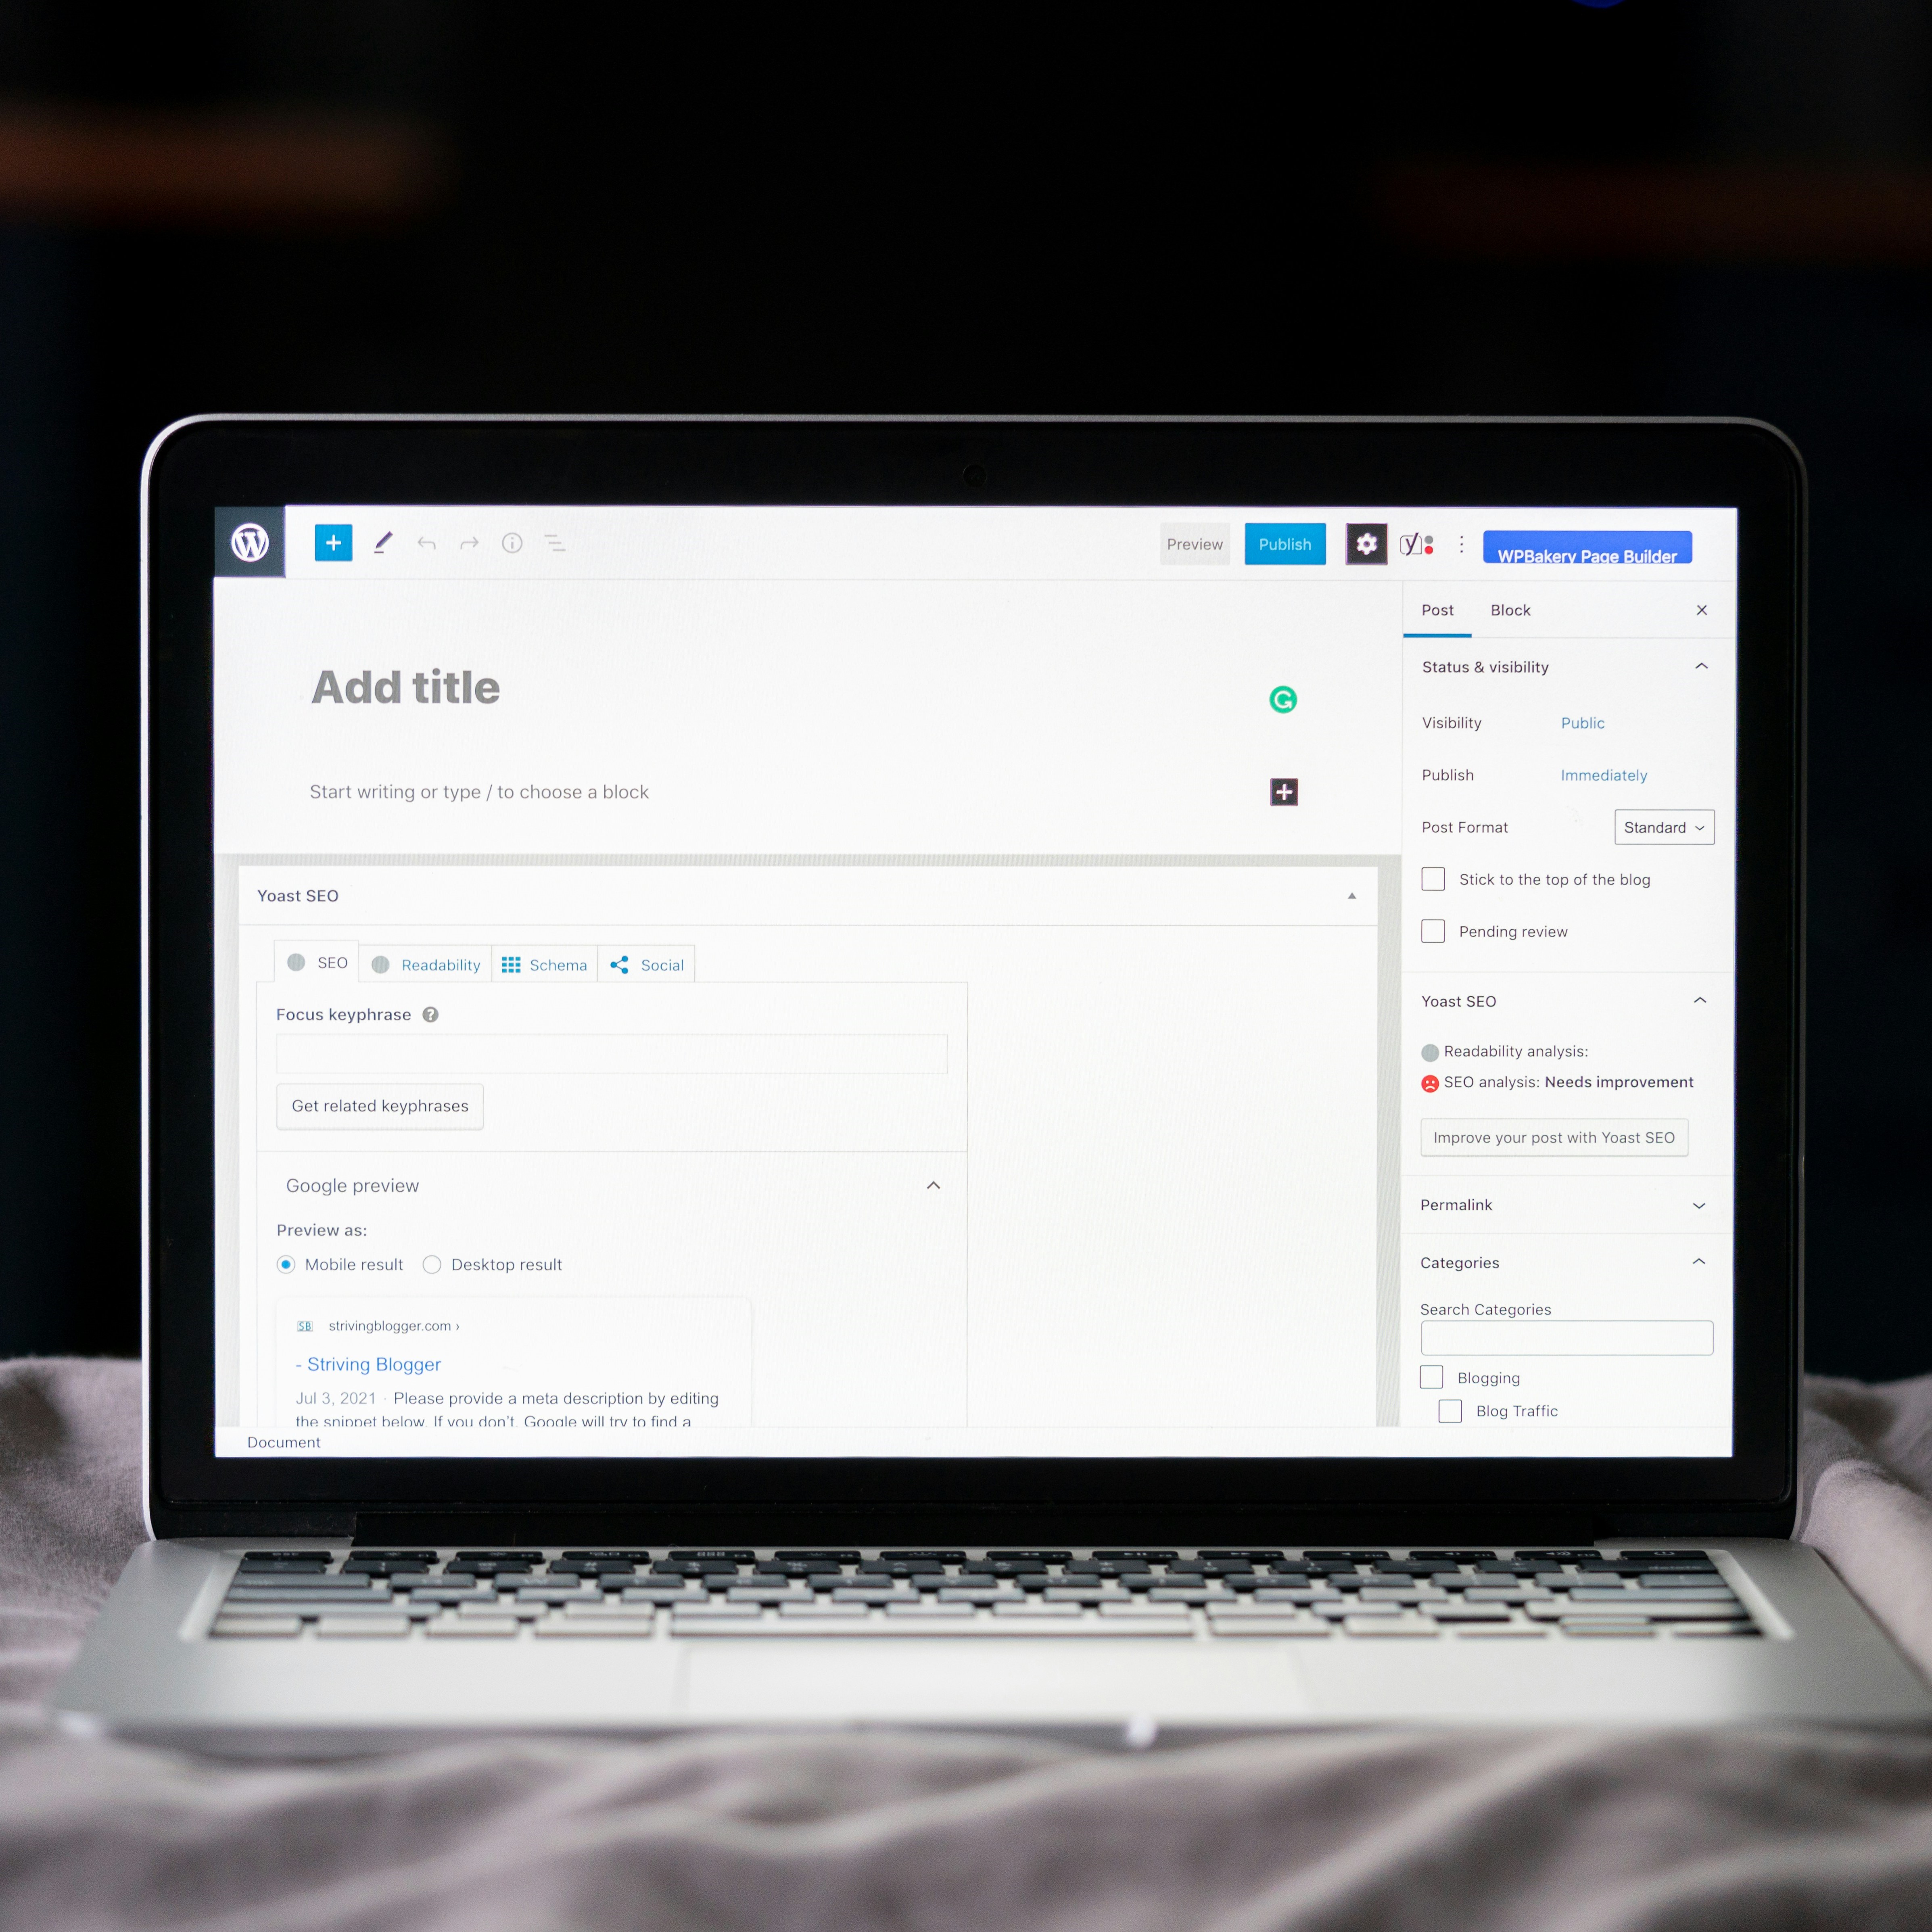 Preview
Publish
WPBakery Page Builder
Post
Block
Add title
Start writing or type / to choose a block
Status & visibility
Visibility
Public
Publish
Immediately
Post Format
Standard
Stick to the top of the blog
Pending review
Yoast SEO
SEO
Readability
Schema
Social
Focus keyphrase
Get related keyphrases
Google preview
Preview as:
Mobile result
Desktop result
SB
strivingblogger.com ›
- Striving Blogger
Jul 3, 2021 · Please provide a meta description by editing
the snippet below. If you don't, Google will try to find a
Document
Yoast SEO
Readability analysis:
SEO analysis: Needs improvement
Improve your post with Yoast SEO
Permalink
Categories
Search Categories
Blogging
Blog Traffic